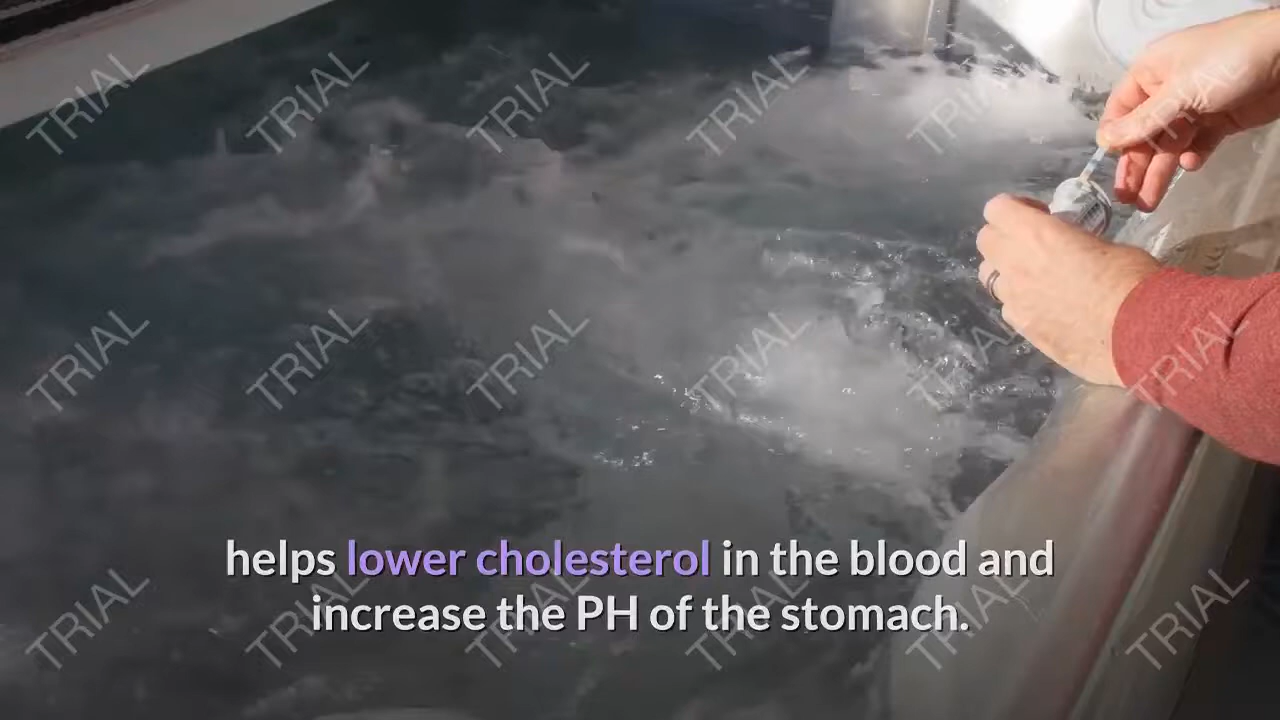 TRIAL TRIAL TRIAL TRIAL TRIAL TRIAL
TRIAL TRIAL TRIAL TRIAL TRIAL TRIAL
helps lower cholesterol in the blood and
increase the PH of the stomach.
TRIAL TRIAL TRIAL TRIAL TRIAL TRIAL